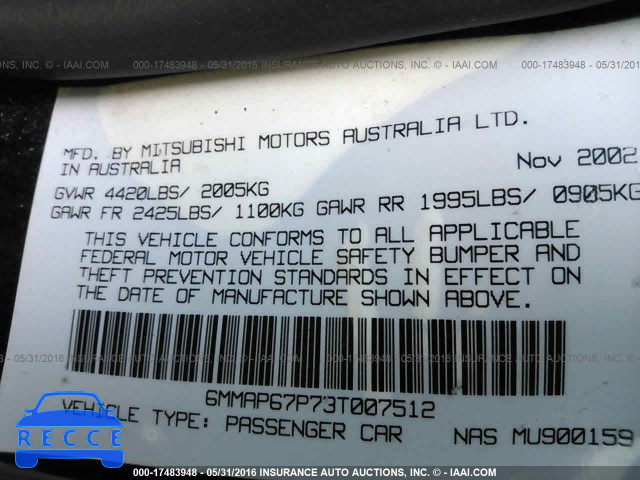 000-17483948 - 05/31/2016 INSURANCE AUTO AUCTIONS, INC. - © IAAI.COM
MFD. BY MITSUBISHI MOTORS AUSTRALIA LTD.
IN AUSTRALIA
Nov 2002
GVWR 4420LBS/ 2005KG
GAWR FR 2425LBS/ 1100KG GAWR RR 1995LBS/ 0905KG
THIS VEHICLE CONFORMS TO ALL APPLICABLE
FEDERAL MOTOR VEHICLE SAFETY BUMPER AND
THEFT PREVENTION STANDARDS IN EFFECT ON
THE DATE OF MANUFACTURE SHOWN ABOVE.
000-17483948 - 05/31/2016 INSURANCE AUTO AUCTIONS, INC. - © IAAI.COM
6MMAP67P73T007512
VEHICLE TYPE: PASSENGER CAR
NAS MU900159
RECCE
000-17483948 - 05/31/2016 INSURANCE AUTO AUCTIONS, INC. - © IAAI.COM